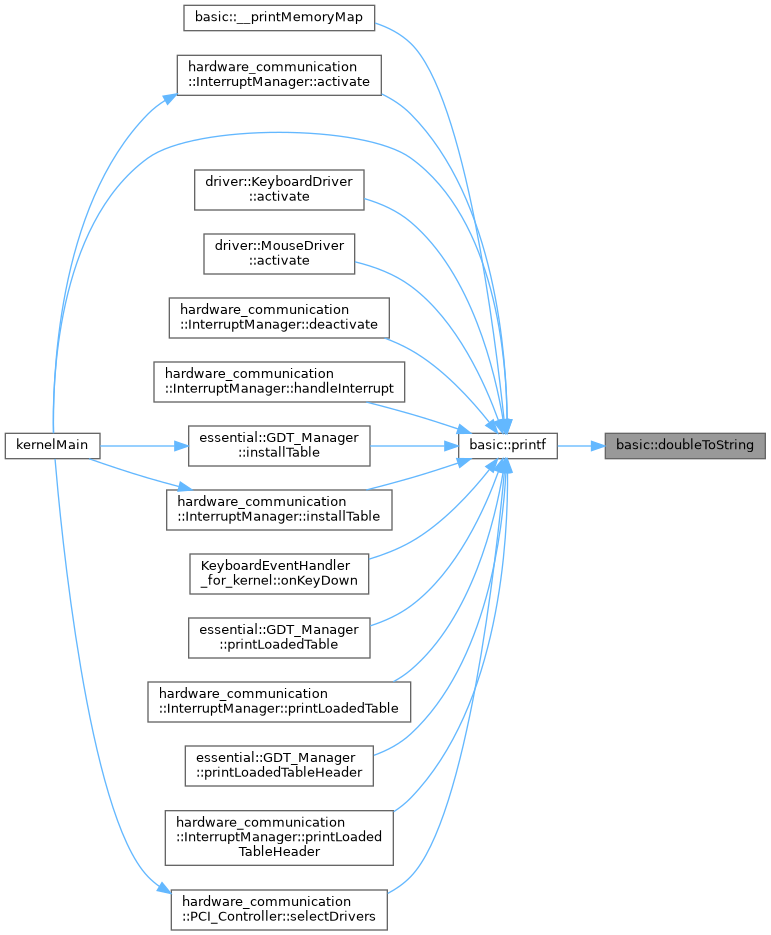 basic::__printMemoryMap
hardware_communication
::InterruptManager::activate
driver::KeyboardDriver
::activate
driver::MouseDriver
::activate
hardware_communication
::InterruptManager::deactivate
hardware_communication
::InterruptManager::handleInterrupt
kernelMain
essential::GDT_Manager
::installTable
basic::printf
basic::doubleToString
hardware_communication
::InterruptManager::installTable
KeyboardEventHandler
_for_kernel::onKeyDown
essential::GDT_Manager
::printLoadedTable
hardware_communication
::InterruptManager::printLoadedTable
essential::GDT_Manager
::printLoadedTableHeader
hardware_communication
::InterruptManager::printLoaded
TableHeader
hardware_communication
::PCI_Controller::selectDrivers